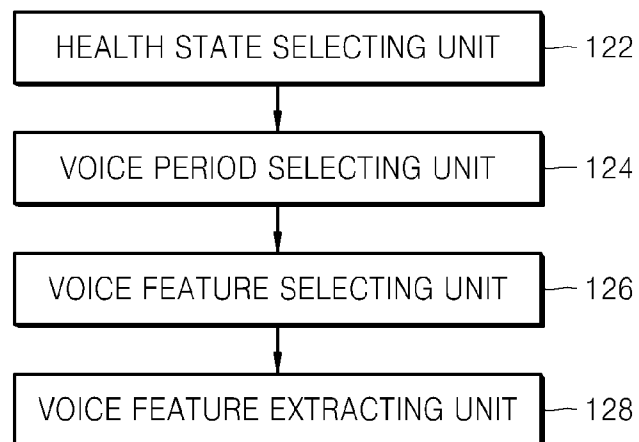 HEALTH STATE SELECTING UNIT 122
VOICE PERIOD SELECTING UNIT 124
VOICE FEATURE SELECTING UNIT 126
VOICE FEATURE EXTRACTING UNIT 128